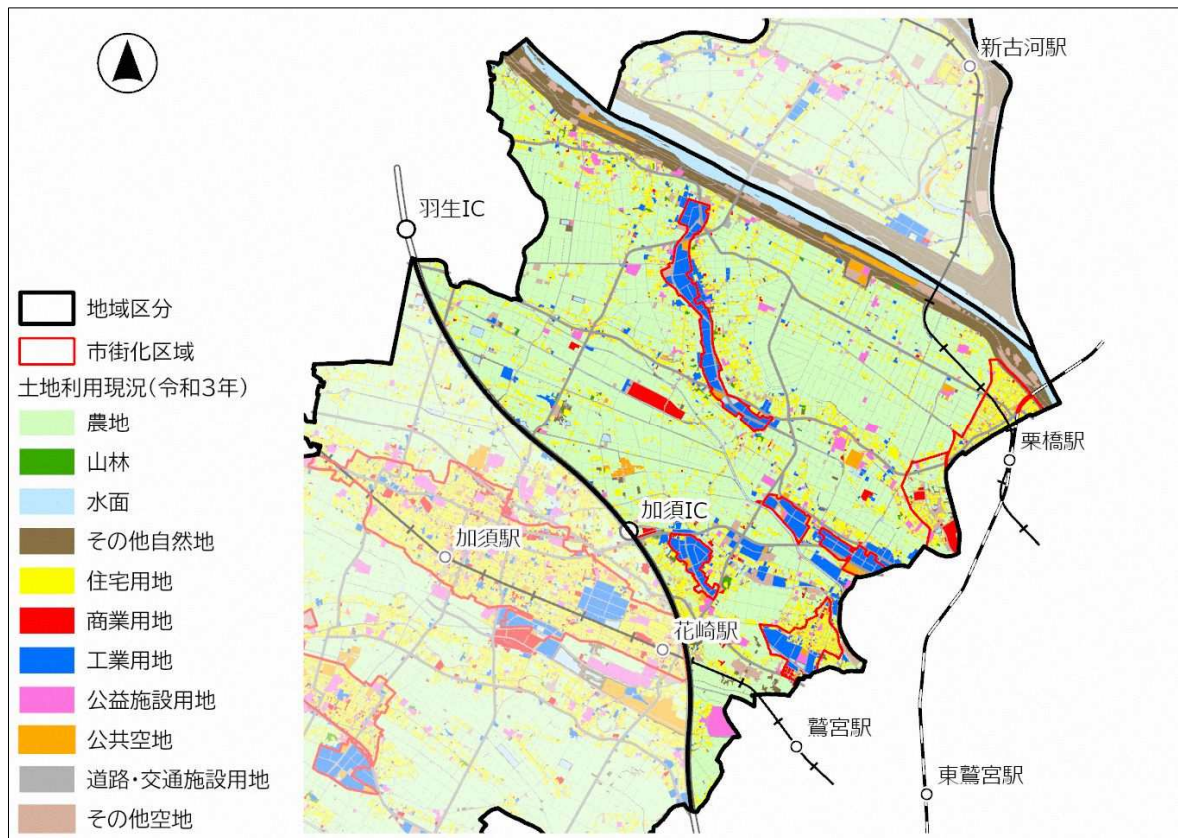 新古河駅
羽生IC
地域区分
市街化区域
土地利用現況(令和3年)
農地
山林
水面
その他自然地
住宅用地
商業用地
工業用地
公益施設用地
公共空地
道路・交通施設用地
その他空地
栗橋駅
加須IC
加須駅
花崎駅
鷲宮駅
東鷲宮駅